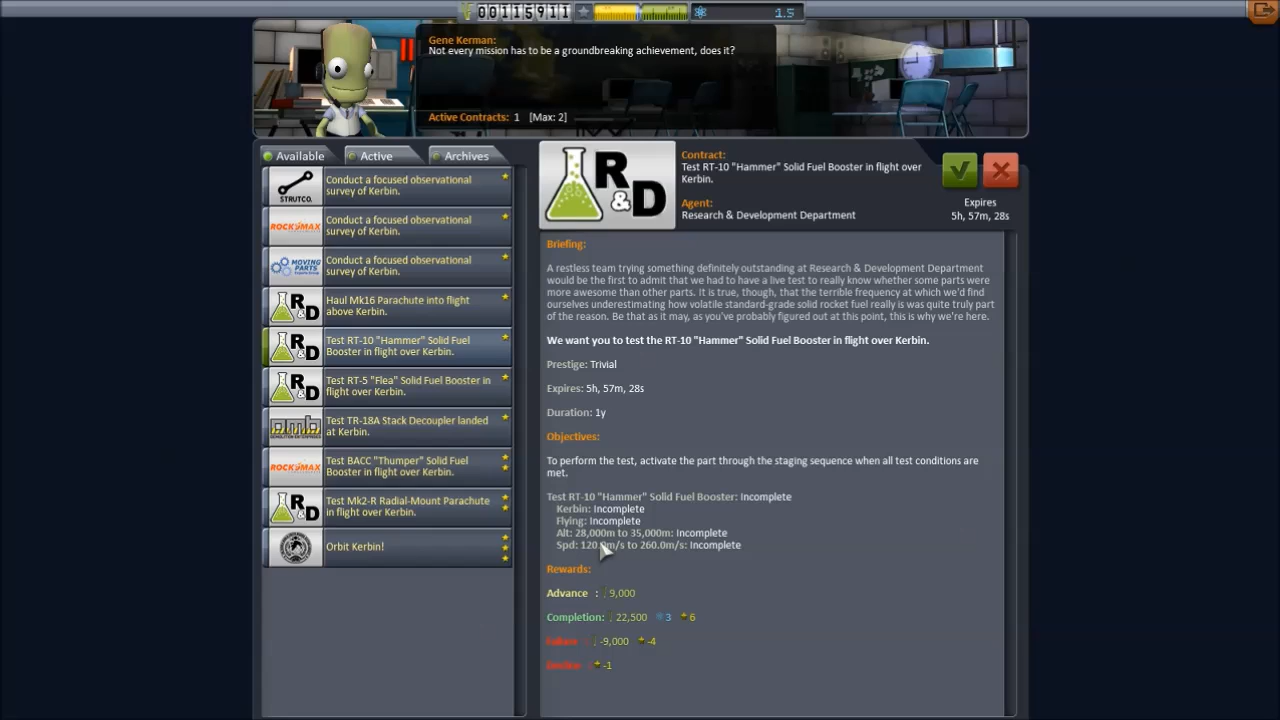 00115911
1.5
Gene Kerman:
Not every mission has to be a groundbreaking achievement, does it?
Active Contracts: 1 [Max: 2]
Available
Active
Archives
STRUTCO.
Conduct a focused observational
survey of Kerbin.
ROCKOMAX
Conduct a focused observational
survey of Kerbin.
MOVING
PARTS
Conduct a focused observational
survey of Kerbin.
R&D
Haul Mk16 Parachute into flight
above Kerbin.
R&D
Test RT-10 "Hammer" Solid Fuel
Booster in flight over Kerbin.
R&D
Test RT-5 "Flea" Solid Fuel Booster in
flight over Kerbin.
Test TR-18A Stack Decoupler landed
at Kerbin.
ROCKOMAX
Test BACC "Thumper" Solid Fuel
Booster in flight over Kerbin.
R&D
Test Mk2-R Radial-Mount Parachute
in flight over Kerbin.
Orbit Kerbin!
R&D
Contract:
Test RT-10 "Hammer" Solid Fuel Booster in flight over
Kerbin.
Agent:
Research & Development Department
Expires
5h, 57m, 28s
Briefing:
A restless team trying something definitely outstanding at Research & Development Department
would be the first to admit that we had to have a live test to really know whether some parts were
more awesome than other parts. It is true, though, that the terrible frequency at which we'd find
ourselves underestimating how volatile standard-grade solid rocket fuel really is was quite truly part
of the reason. Be that as it may, as you've probably figured out at this point, this is why we're here.
We want you to test the RT-10 "Hammer" Solid Fuel Booster in flight over Kerbin.
Prestige: Trivial
Expires: 5h, 57m, 28s
Duration: 1y
Objectives:
To perform the test, activate the part through the staging sequence when all test conditions are
met.
Test RT-10 "Hammer" Solid Fuel Booster: Incomplete
Kerbin: Incomplete
Flying: Incomplete
Alt: 28,000m to 35,000m: Incomplete
Spd: 120.0m/s to 260.0m/s: Incomplete
Rewards:
Advance : 9,000
Completion: 22,500 3 6
Failure : -9,000 -4
Decline : -1